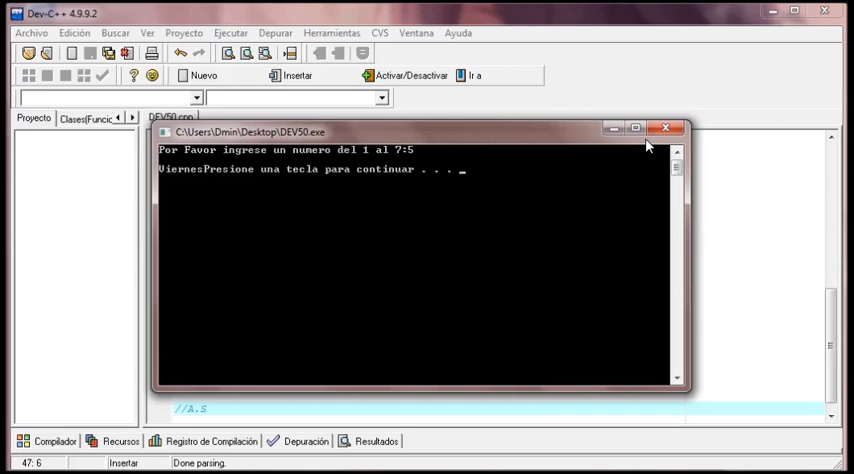 Dev-C++ 4.9.9.2
Archivo Edición Buscar Ver Proyecto Ejecutar Depurar Herramientas CVS Ventana Ayuda
Nuevo Insertar Activar/Desactivar Ir a
Proyecto Clases(Funcio DEV50.cpp
C:\Users\Dmin\Desktop\DEV50.exe
Por Favor ingrese un numero del 1 al 7:5
ViernesPresione una tecla para continuar . . . _
//A.S
Compilador Recursos Registro de Compilación Depuración Resultados
47: 6 Insertar Done parsing.